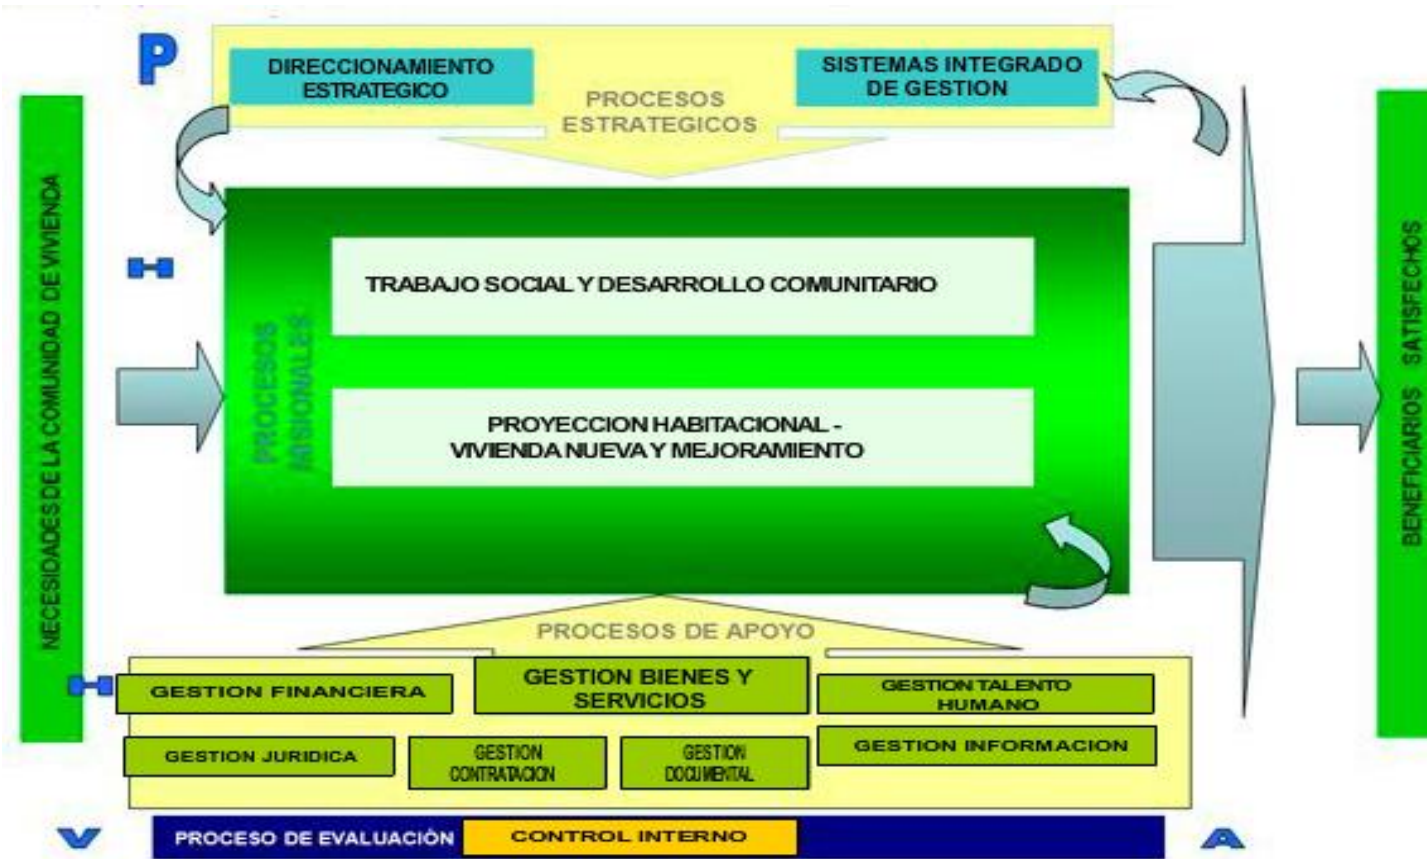 P
DIRECCIONAMIENTO
ESTRATEGICO
SISTEMAS INTEGRADO
DE GESTION
PROCESOS
ESTRATEGICOS
NECESIDADES DE LA COMUNIDAD DE VIVIENDA
H
PROCESOS
MISIONALES
TRABAJO SOCIAL Y DESARROLLO COMUNITARIO
PROYECCION HABITACIONAL -
VIVIENDA NUEVA Y MEJORAMIENTO
BENEFICIARIOS SATISFECHOS
PROCESOS DE APOYO
H
GESTION FINANCIERA
GESTION BIENES Y
SERVICIOS
GESTION TALENTO
HUMANO
GESTION JURIDICA
GESTION
CONTRATACION
GESTION
DOCUMENTAL
GESTION INFORMACION
V
PROCESO DE EVALUACIÓN
CONTROL INTERNO
A